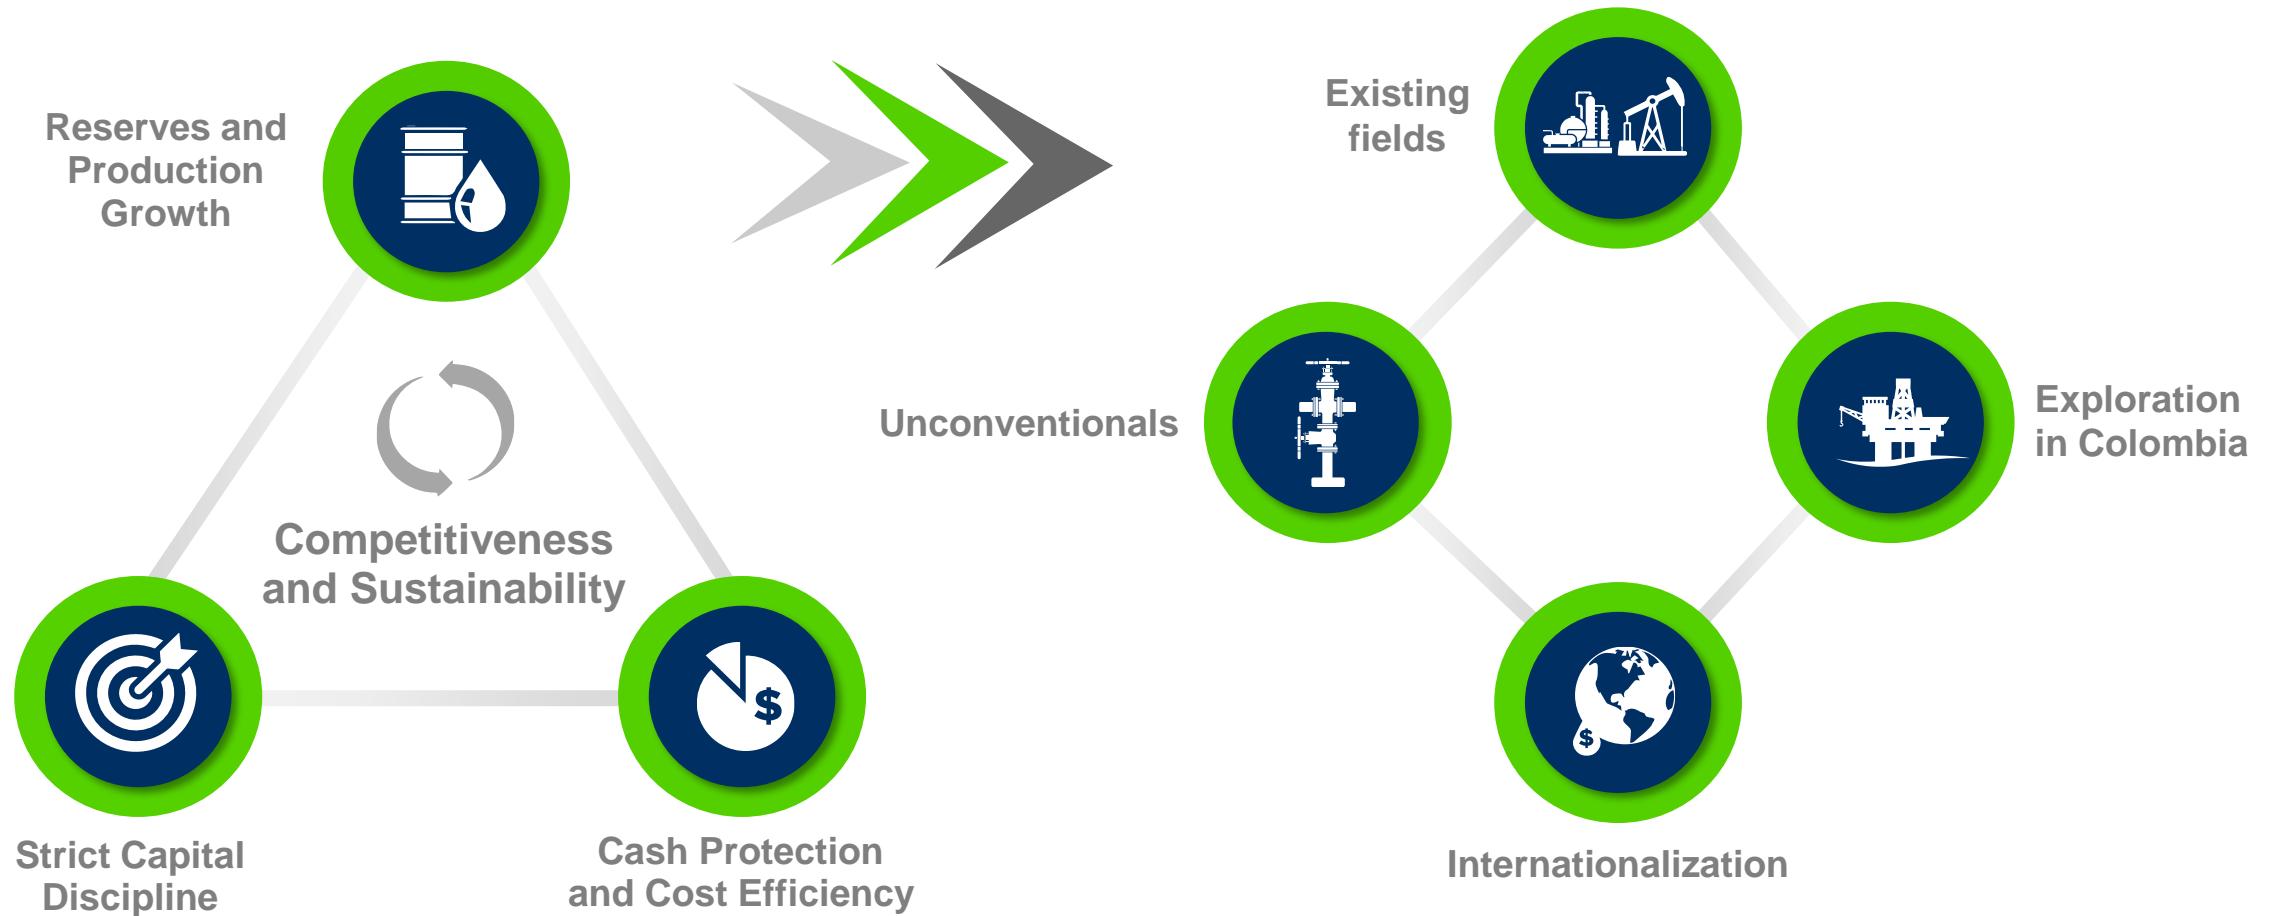 Reserves and
Production
Growth
Competitiveness
and Sustainability
Strict Capital
Discipline
$
Cash Protection
and Cost Efficiency
Existing
fields
Unconventionals
Exploration
in Colombia
$
Internationalization